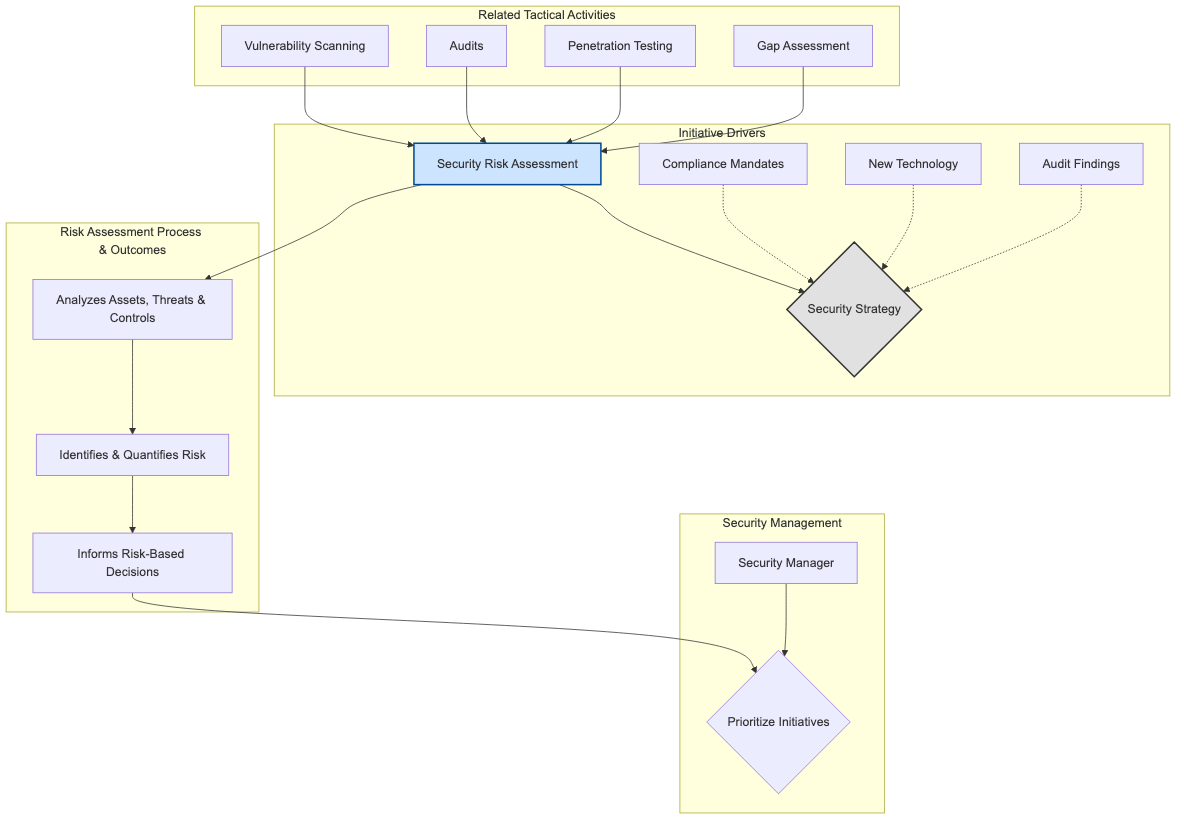 Related Tactical Activities
Vulnerability Scanning
Audits
Penetration Testing
Gap Assessment
Initiative Drivers
Security Risk Assessment
Compliance Mandates
New Technology
Audit Findings
Security Strategy
Risk Assessment Process
& Outcomes
Analyzes Assets, Threats &
Controls
Identifies & Quantifies Risk
Informs Risk-Based
Decisions
Security Management
Security Manager
Prioritize Initiatives